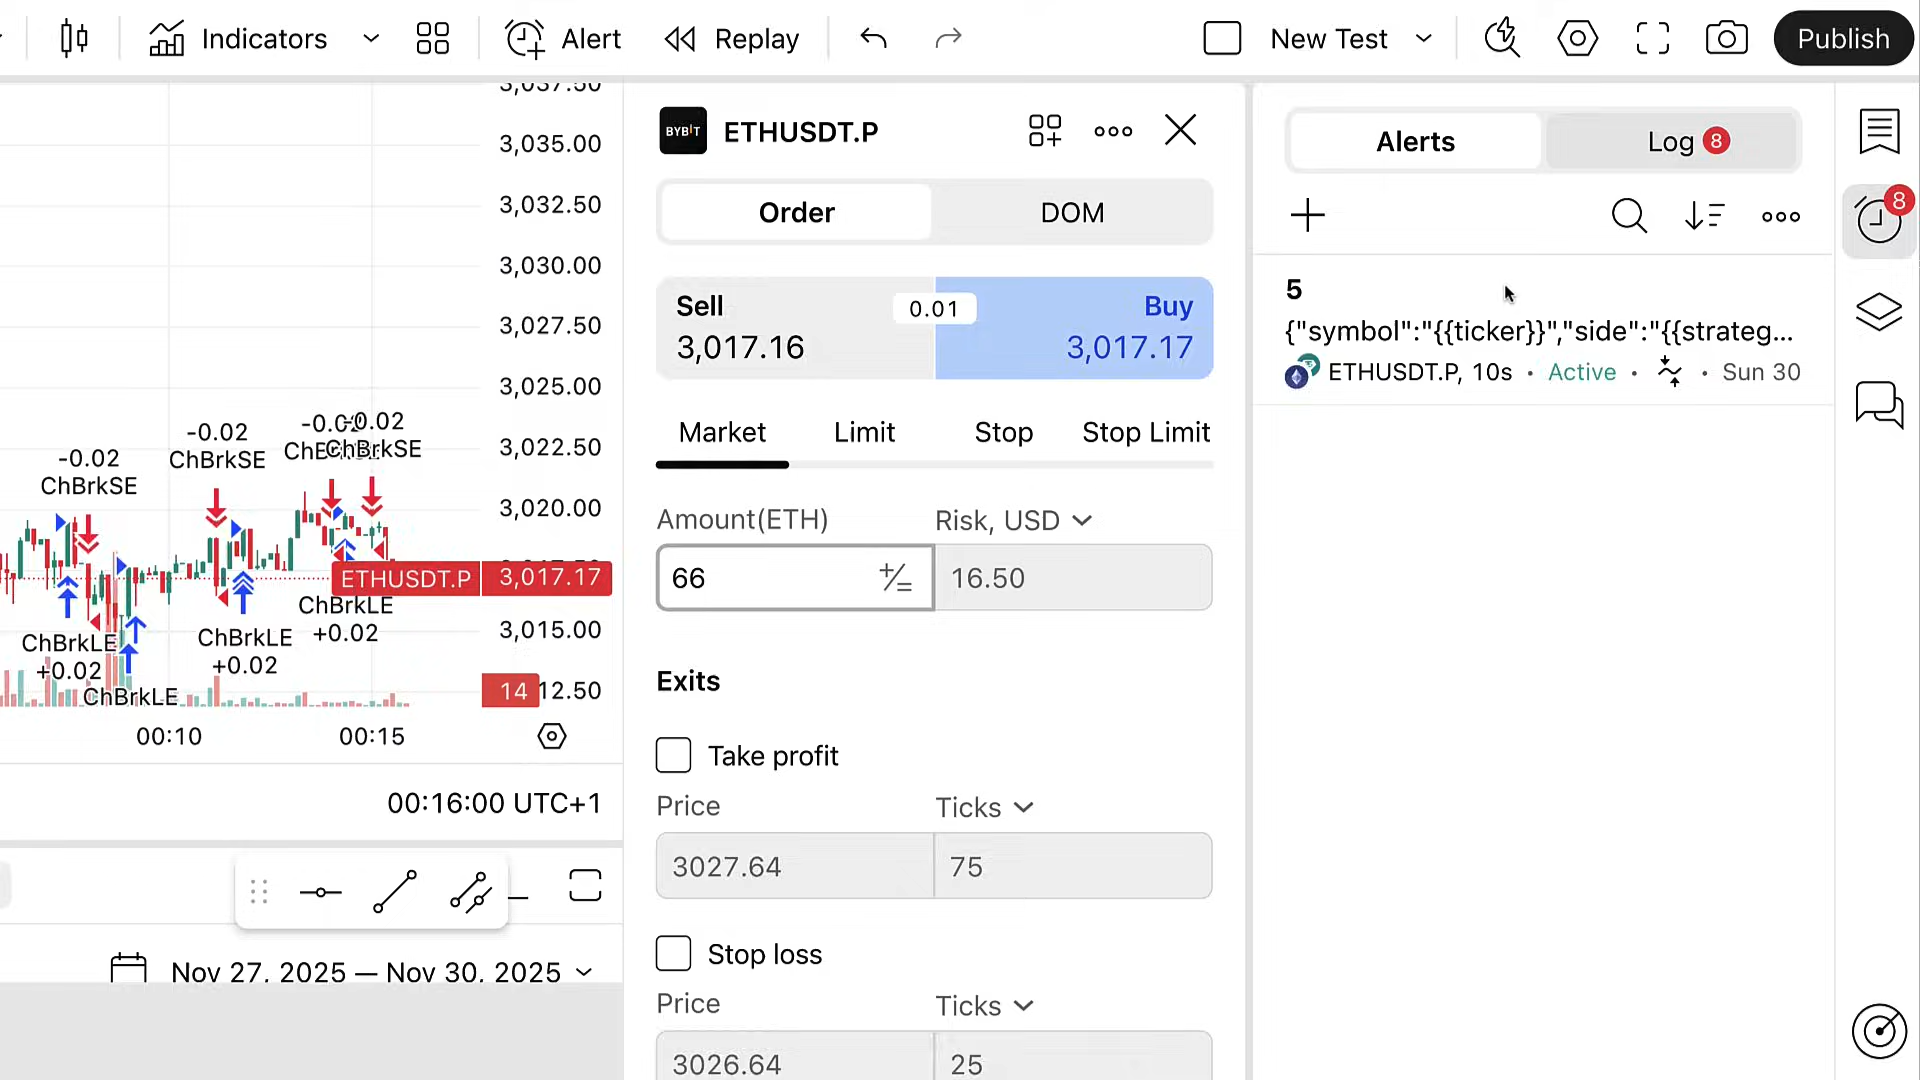 Indicators
Alert
Replay
New Test
Publish
3,037.50
3,035.00
3,032.50
3,030.00
3,027.50
3,025.00
3,022.50
3,020.00
3,015.00
14
12.50
-0.02
ChBrkSE
-0.02
ChBrkSE
-0.02
ChBrkSE
ETHUSDT.P
3,017.17
ChBrkLE
+0.02
ChBrkLE
ChBrkLE
+0.02
ChBrkLE
+0.02
00:10
00:15
00:16:00 UTC+1
Nov 27, 2025 — Nov 30, 2025
BYBIT
ETHUSDT.P
Order
DOM
Sell
3,017.16
0.01
Buy
3,017.17
Market
Limit
Stop
Stop Limit
Amount(ETH)
Risk, USD
66
16.50
Exits
Take profit
Price
Ticks
3027.64
75
Stop loss
Price
Ticks
3026.64
25
Alerts
Log 8
8
5
{"symbol":"{{ticker}}","side":"{{strateg...
ETHUSDT.P, 10s • Active • • Sun 30